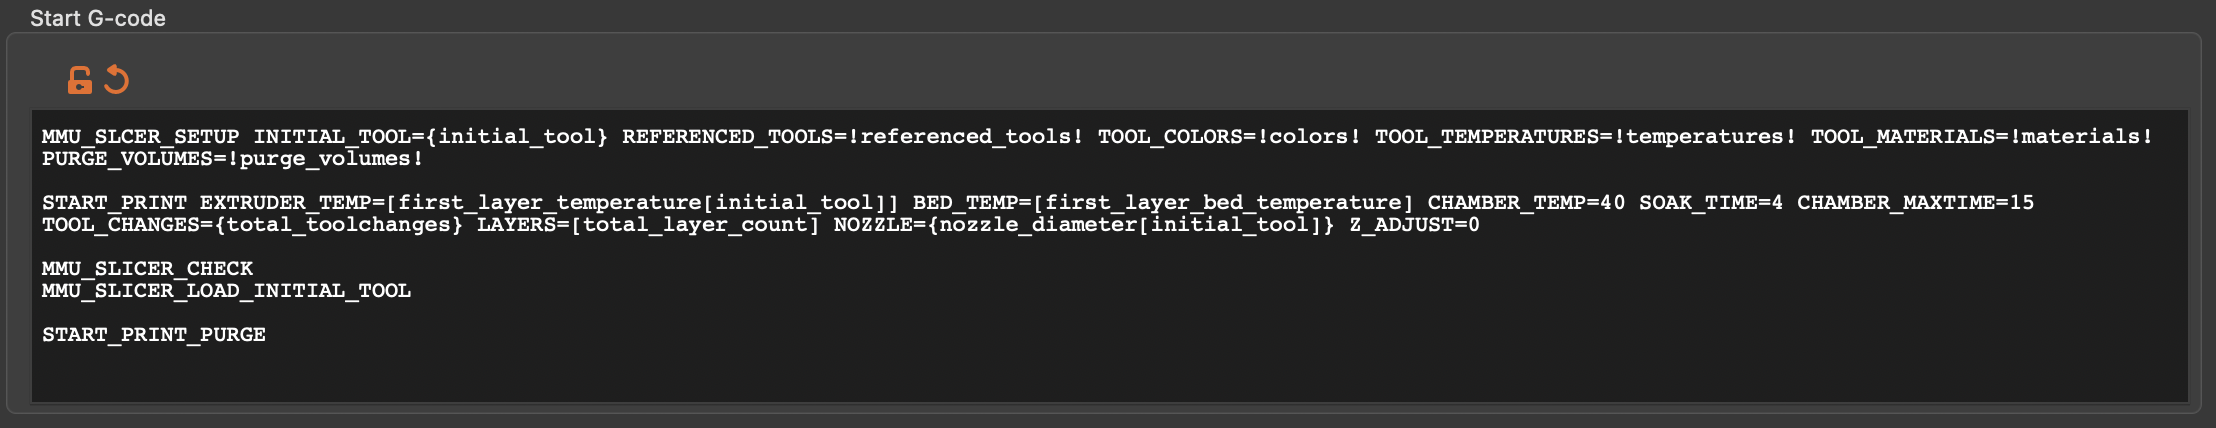 Start G-code
MMU_SLCER_SETUP INITIAL_TOOL={initial_tool} REFERENCED_TOOLS=!referenced_tools! TOOL_COLORS=!colors! TOOL_TEMPERATURES=!temperatures! TOOL_MATERIALS=!materials!
PURGE_VOLUMES=!purge_volumes!
START_PRINT EXTRUDER_TEMP=[first_layer_temperature[initial_tool]] BED_TEMP=[first_layer_bed_temperature] CHAMBER_TEMP=40 SOAK_TIME=4 CHAMBER_MAXTIME=15
TOOL_CHANGES={total_toolchanges} LAYERS=[total_layer_count] NOZZLE={nozzle_diameter[initial_tool]} Z_ADJUST=0
MMU_SLICER_CHECK
MMU_SLICER_LOAD_INITIAL_TOOL
START_PRINT_PURGE